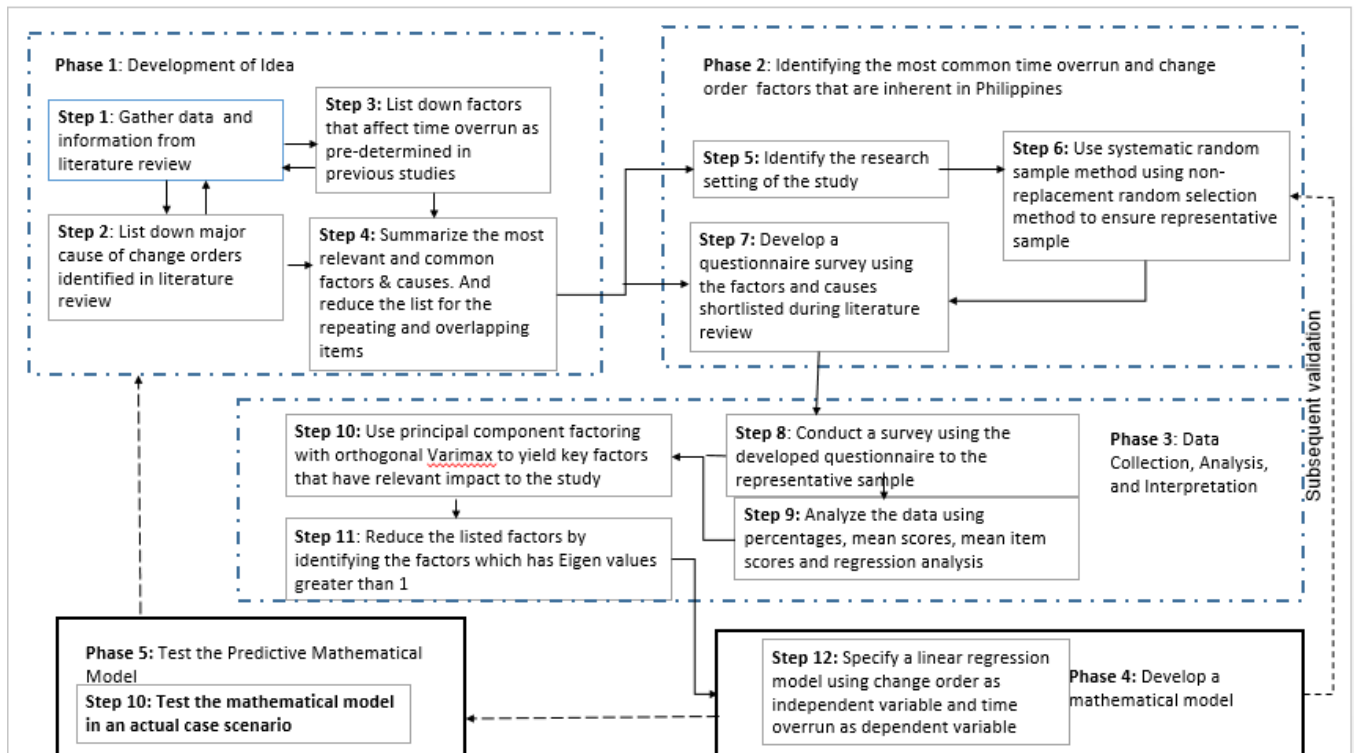 Phase 1: Development of Idea
Step 1: Gather data and
information from
literature review
Step 3: List down factors
that affect time overrun as
pre-determined in
previous studies
Step 2: List down major
cause of change orders
identified in literature
review
Step 4: Summarize the most
relevant and common
factors & causes. And
reduce the list for the
repeating and overlapping
items
Phase 2: Identifying the most common time overrun and change
order factors that are inherent in Philippines
Step 5: Identify the research
setting of the study
Step 6: Use systematic random
sample method using non-
replacement random selection
method to ensure representative
sample
Step 7: Develop a
questionnaire survey using
the factors and causes
shortlisted during literature
review
Subsequent validation
Step 8: Conduct a survey using the
developed questionnaire to the
representative sample
Phase 3: Data
Collection, Analysis,
and Interpretation
Step 9: Analyze the data using
percentages, mean scores, mean item
scores and regression analysis
Step 10: Use principal component factoring
with orthogonal Varimax to yield key factors
that have relevant impact to the study
Step 11: Reduce the listed factors by
identifying the factors which has Eigen values
greater than 1
Step 12: Specify a linear regression
model using change order as
independent variable and time
overrun as dependent variable
Phase 4: Develop a
mathematical model
Phase 5: Test the Predictive Mathematical
Model
Step 10: Test the mathematical model
in an actual case scenario